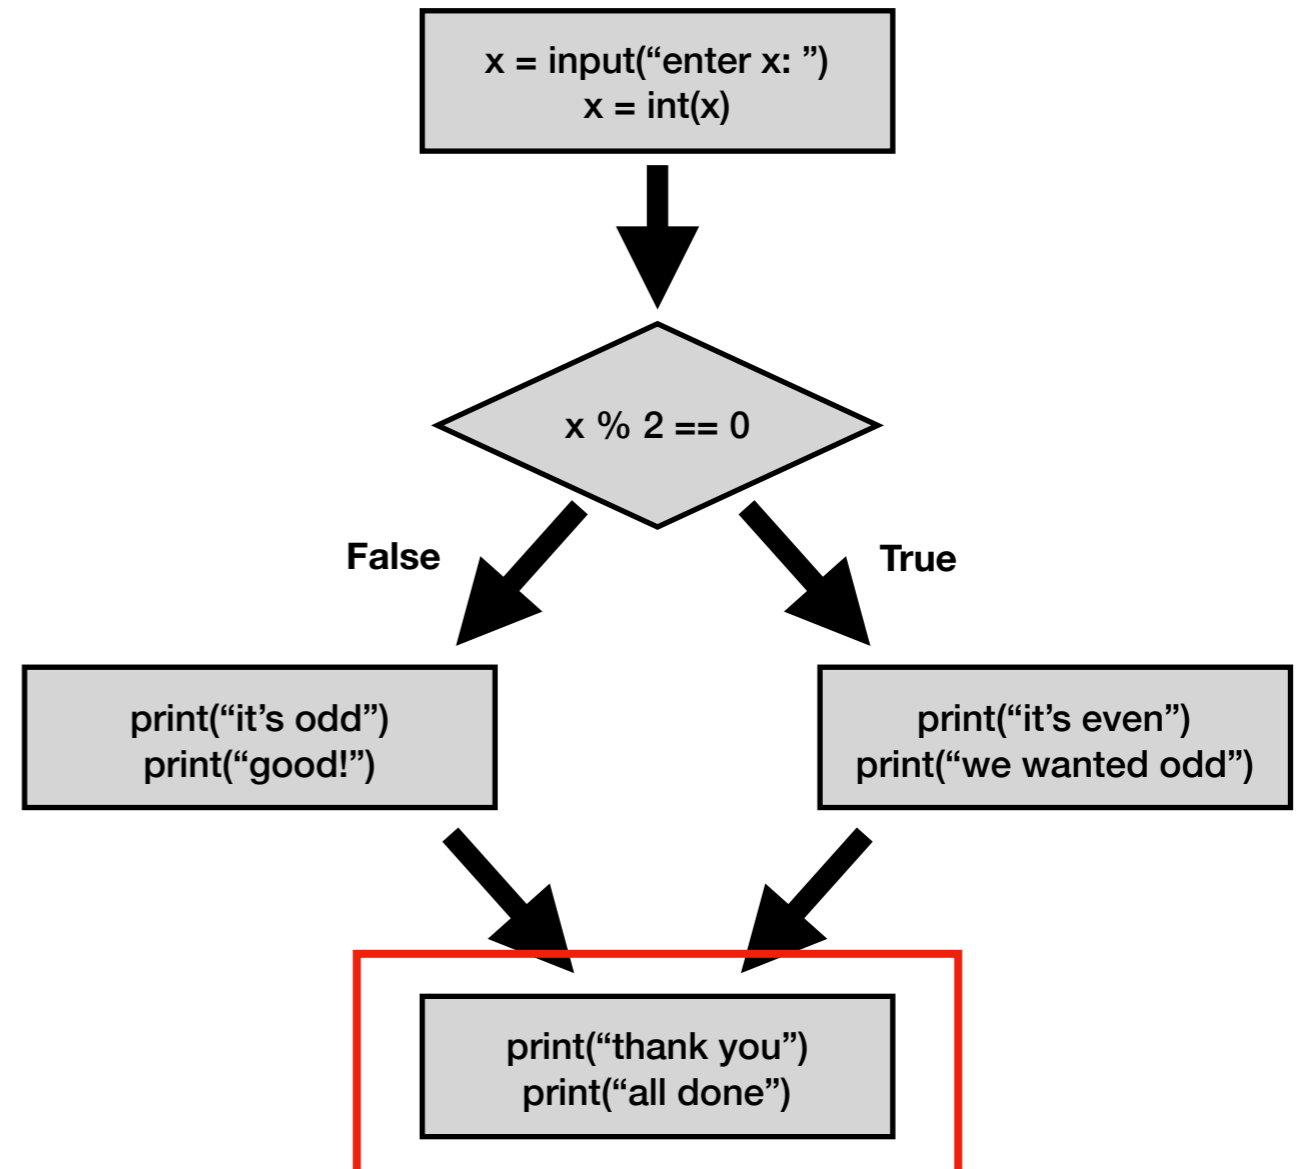 x = input(“enter x: ”)
x = int(x)
x % 2 == 0
False
True
print(“it’s odd”)
print(“good!”)
print(“it’s even”)
print(“we wanted odd”)
print(“thank you”)
print(“all done”)